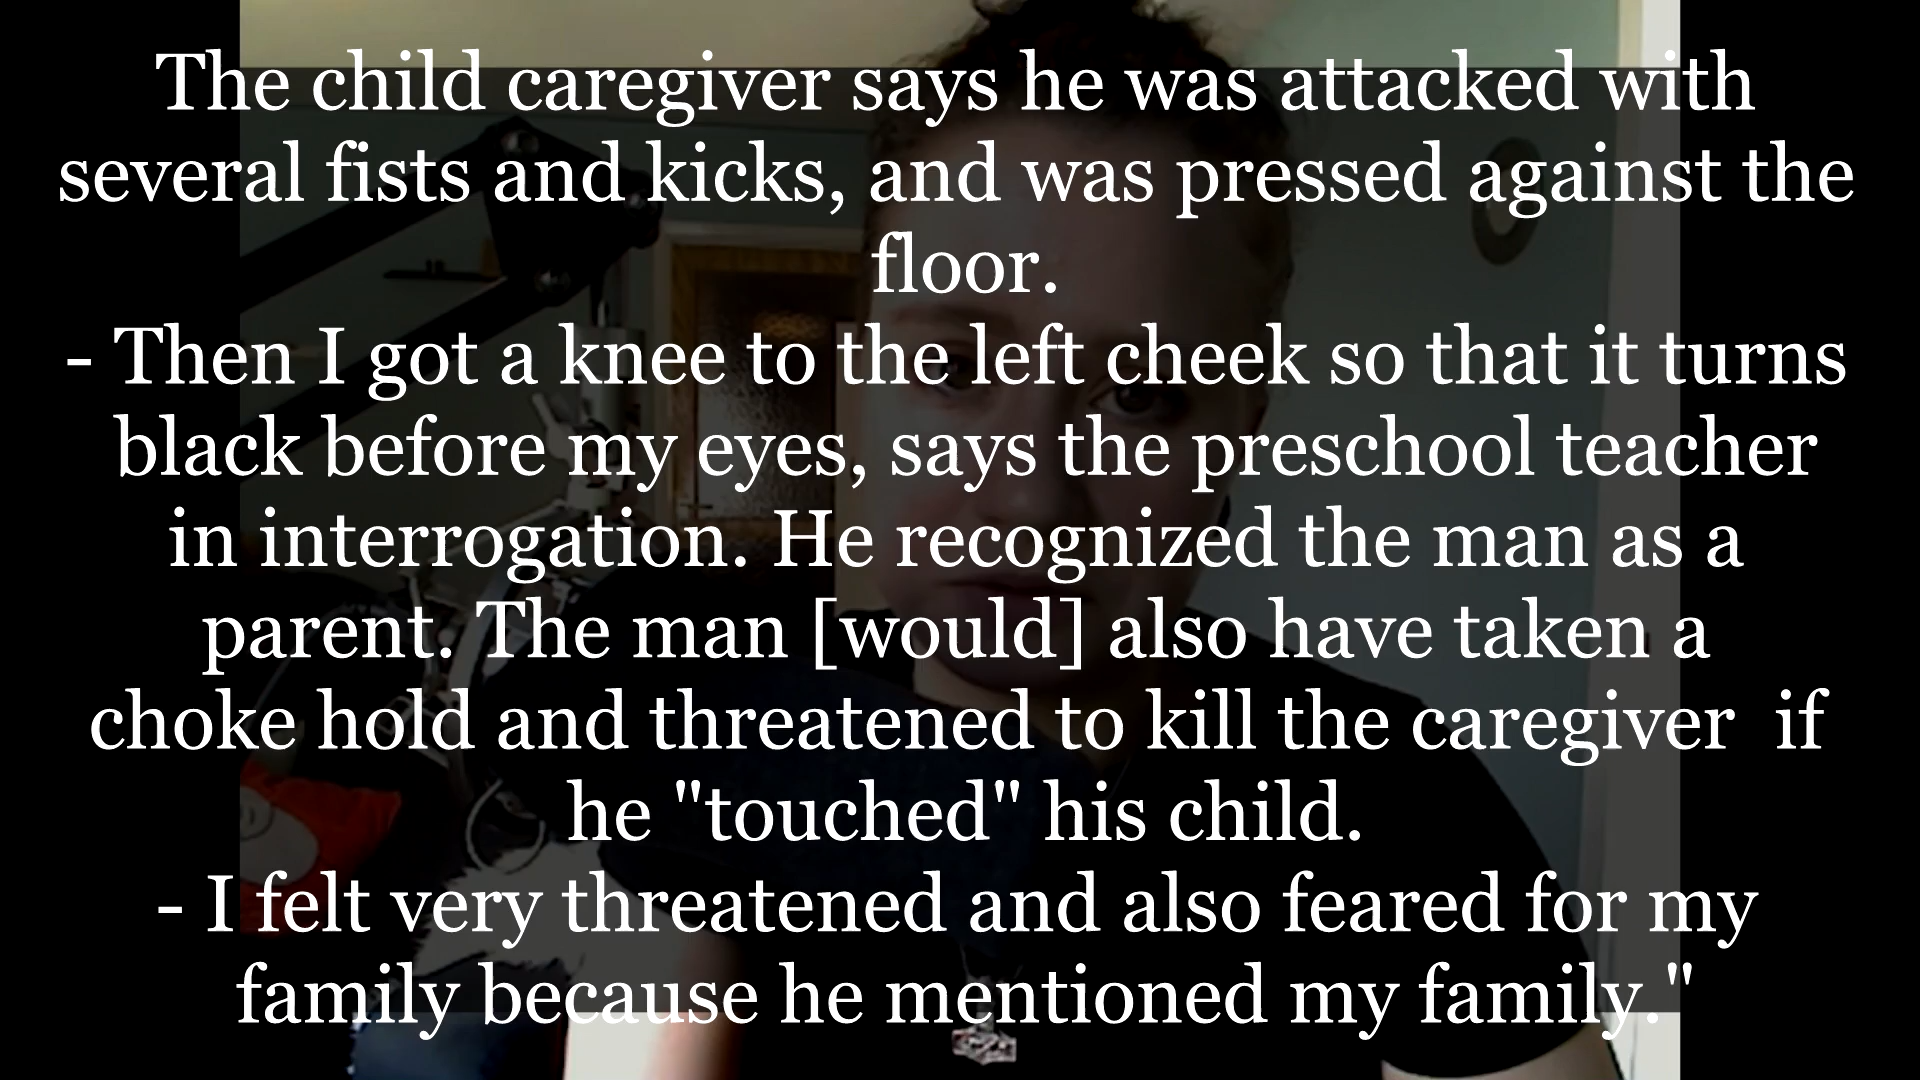 The child caregiver says he was attacked with
several fists and kicks, and was pressed against the
floor.
- Then I got a knee to the left cheek so that it turns
black before my eyes, says the preschool teacher
in interrogation. He recognized the man as a
parent. The man [would] also have taken a
choke hold and threatened to kill the caregiver  if
he "touched" his child.
- I felt very threatened and also feared for my
family because he mentioned my family."